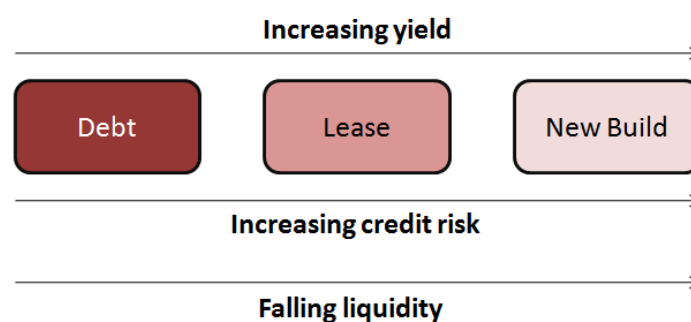 Increasing yield
Debt
Lease
New Build
Increasing credit risk
Falling liquidity